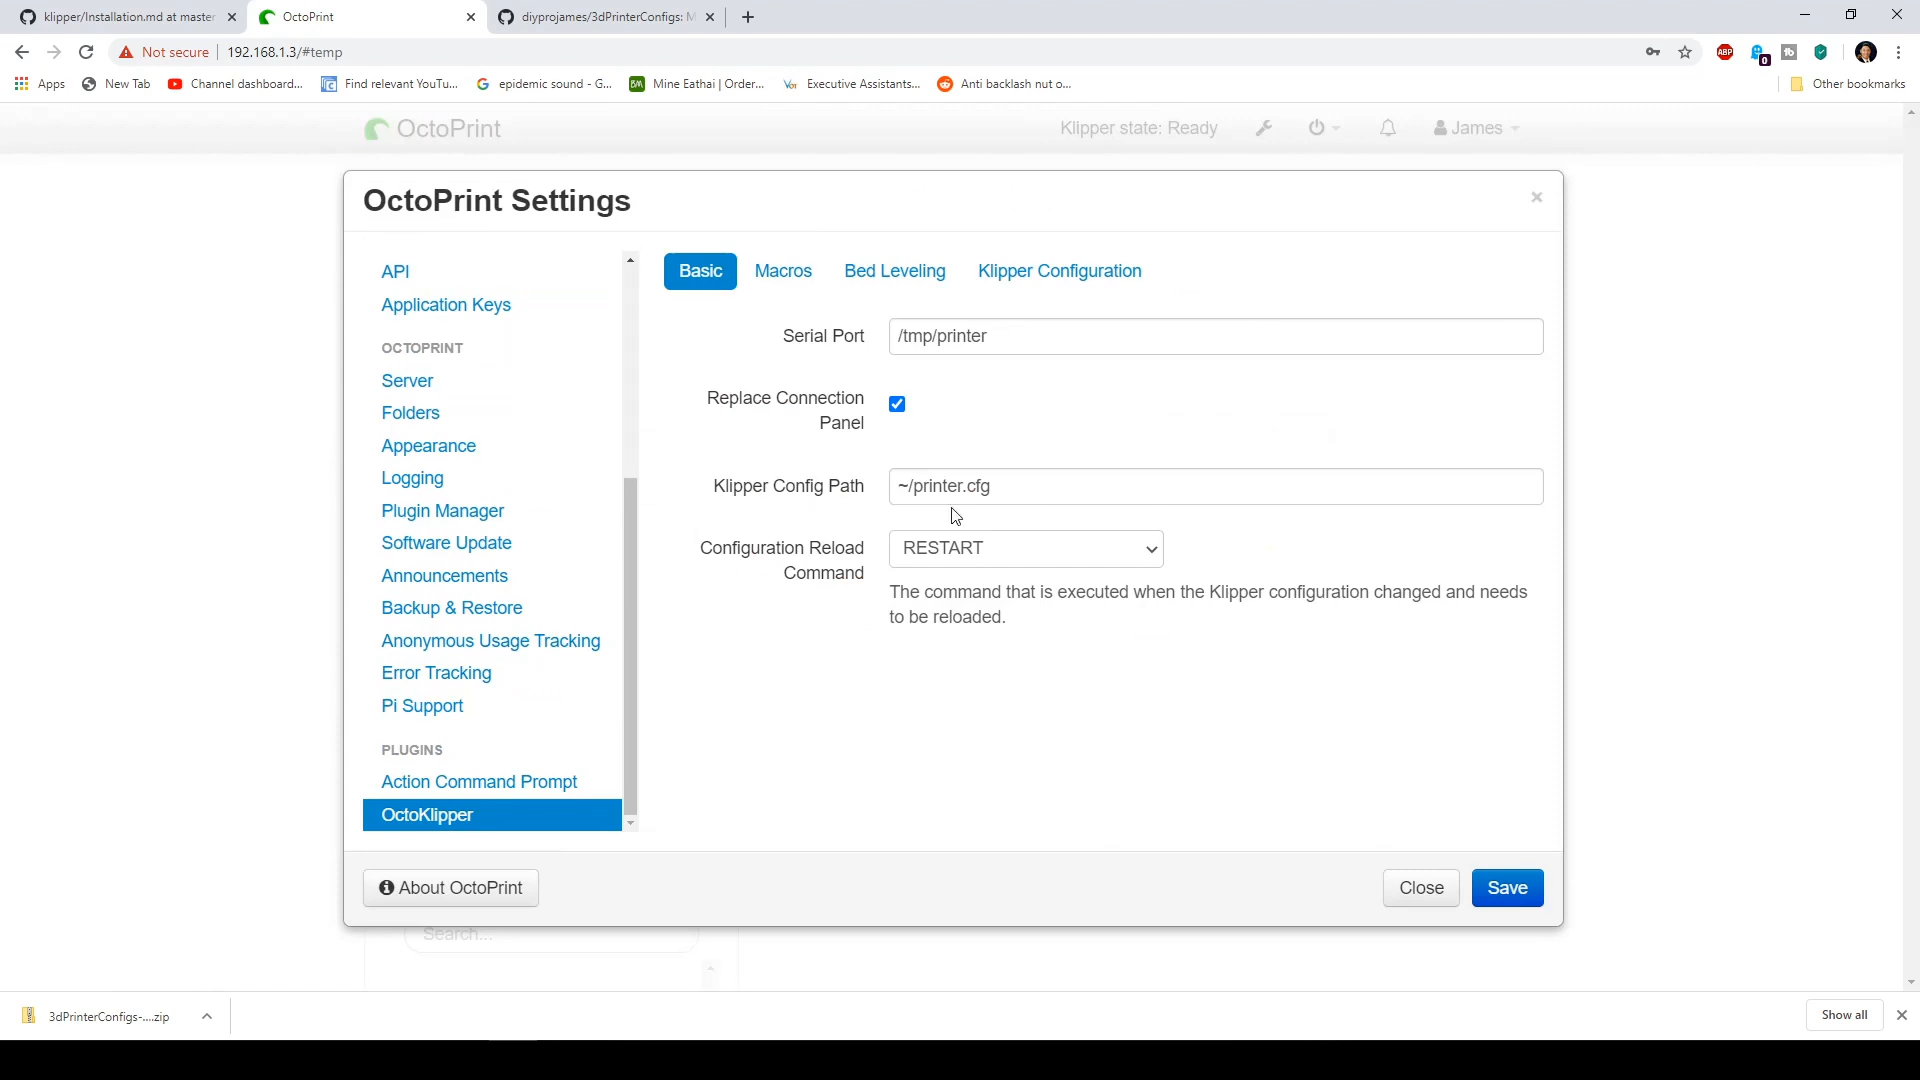 klipper/Installation.md at master
OctoPrint
diyprojames/3dPrinterConfigs: M
Not secure
192.168.1.3/#temp
ABP
0
Apps
New Tab
Channel dashboard...
Find relevant YouTu...
epidemic sound - G...
Mine Eathai | Order...
Executive Assistants...
Anti backlash nut o...
Other bookmarks
OctoPrint
Klipper state: Ready
James
OctoPrint Settings
API
Application Keys
OCTOPRINT
Server
Folders
Appearance
Logging
Plugin Manager
Software Update
Announcements
Backup & Restore
Anonymous Usage Tracking
Error Tracking
Pi Support
PLUGINS
Action Command Prompt
OctoKlipper
Basic
Macros
Bed Leveling
Klipper Configuration
Serial Port
/tmp/printer
Replace Connection
Panel
Klipper Config Path
~/printer.cfg
Configuration Reload
Command
RESTART
The command that is executed when the Klipper configuration changed and needs
to be reloaded.
About OctoPrint
Close
Save
Search...
3dPrinterConfigs-....zip
Show all